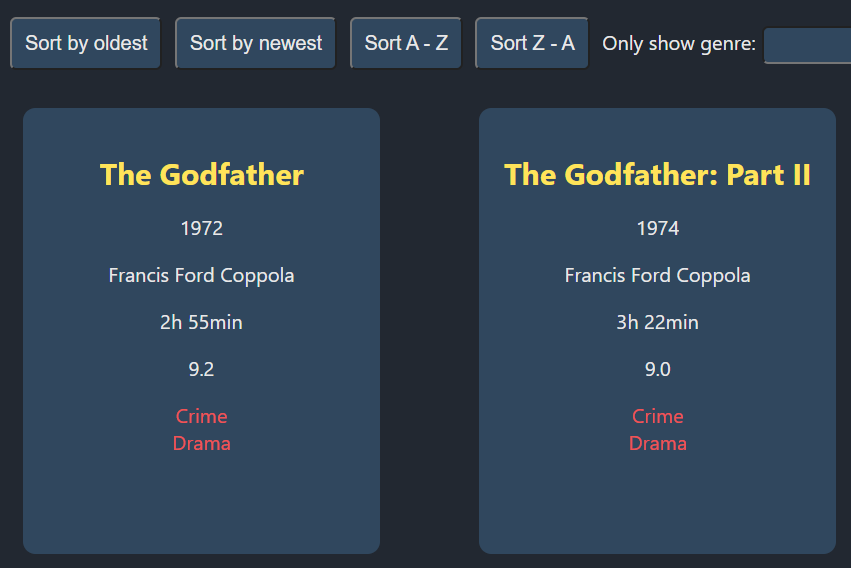 Sort by oldest Sort by newest Sort A - Z Sort Z - A Only show genre:
The Godfather
1972
Francis Ford Coppola
2h 55min
9.2
Crime
Drama
The Godfather: Part II
1974
Francis Ford Coppola
3h 22min
9.0
Crime
Drama